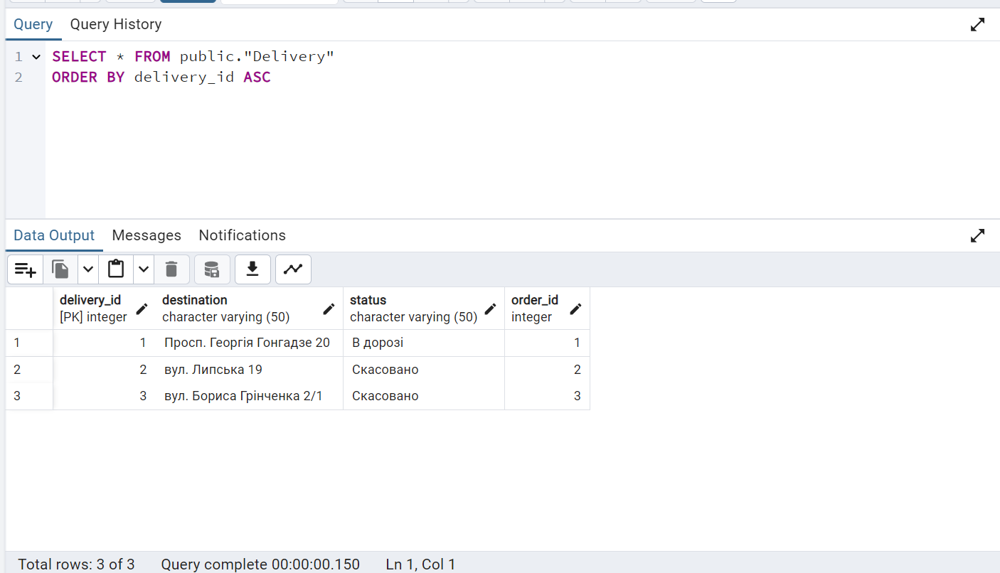 Query Query History
1 SELECT * FROM public."Delivery"
2 ORDER BY delivery_id ASC
Data Output Messages Notifications
delivery_id destination status order_id
[PK] integer character varying (50) character varying (50) integer
1 1 Просп. Георгія Гонгадзе 20 В дорозі 1
2 2 вул. Липська 19 Скасовано 2
3 3 вул. Бориса Грінченка 2/1 Скасовано 3
Total rows: 3 of 3 Query complete 00:00:00.150 Ln 1, Col 1